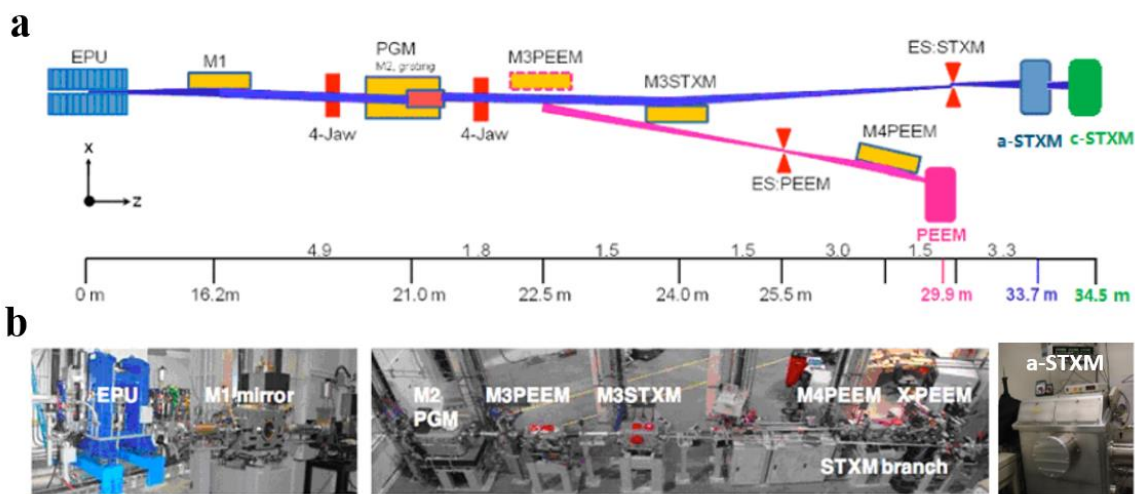 a
EPU
M1
PGM
M2, grating
M3PEEM
M3STXM
ES:STXM
4-Jaw
4-Jaw
M4PEEM
a-STXM
c-STXM
x
z
ES:PEEM
PEEM
4.9 1.8 1.5 1.5 3.0 1.5 3.3
0 m 16.2m 21.0 m 22.5 m 24.0 m 25.5 m 29.9 m 33.7 m 34.5 m
b
EPU
M1 mirror
M2
PGM
M3PEEM
M3STXM
M4PEEM
X-PEEM
STXM branch
a-STXM